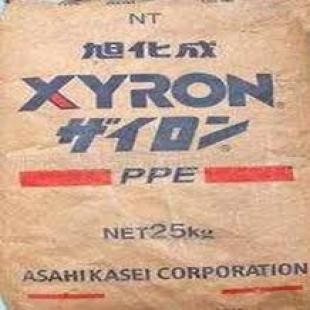 NT
旭化成
XYRON®
ザイロン®
PPE
NET25kg
ASAHI KASEI CORPORATION